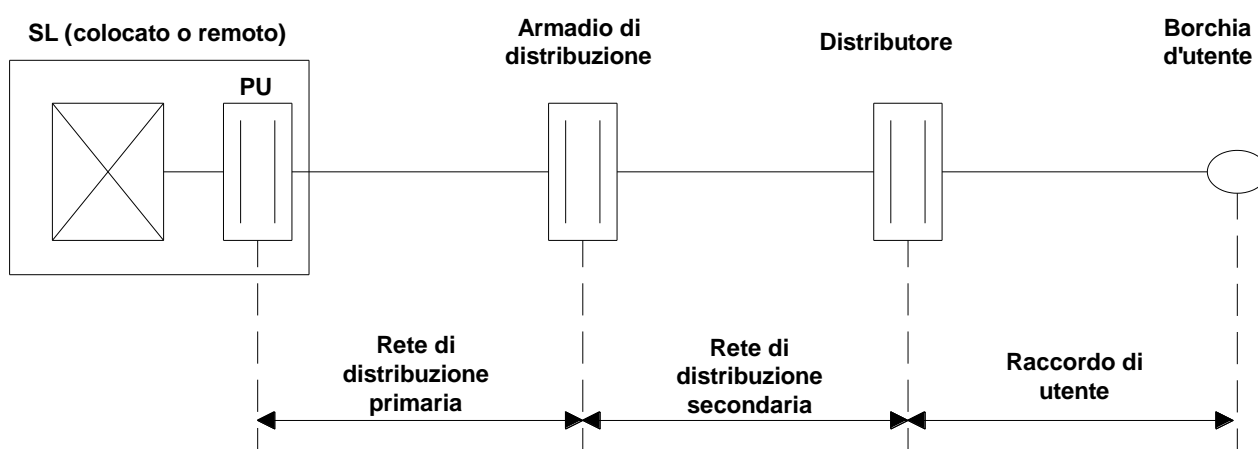 SL (colocato o remoto)
PU
Armadio di
distribuzione
Distributore
Borchia
d'utente
Rete di
distribuzione
primaria
Rete di
distribuzione
secondaria
Raccordo di
utente